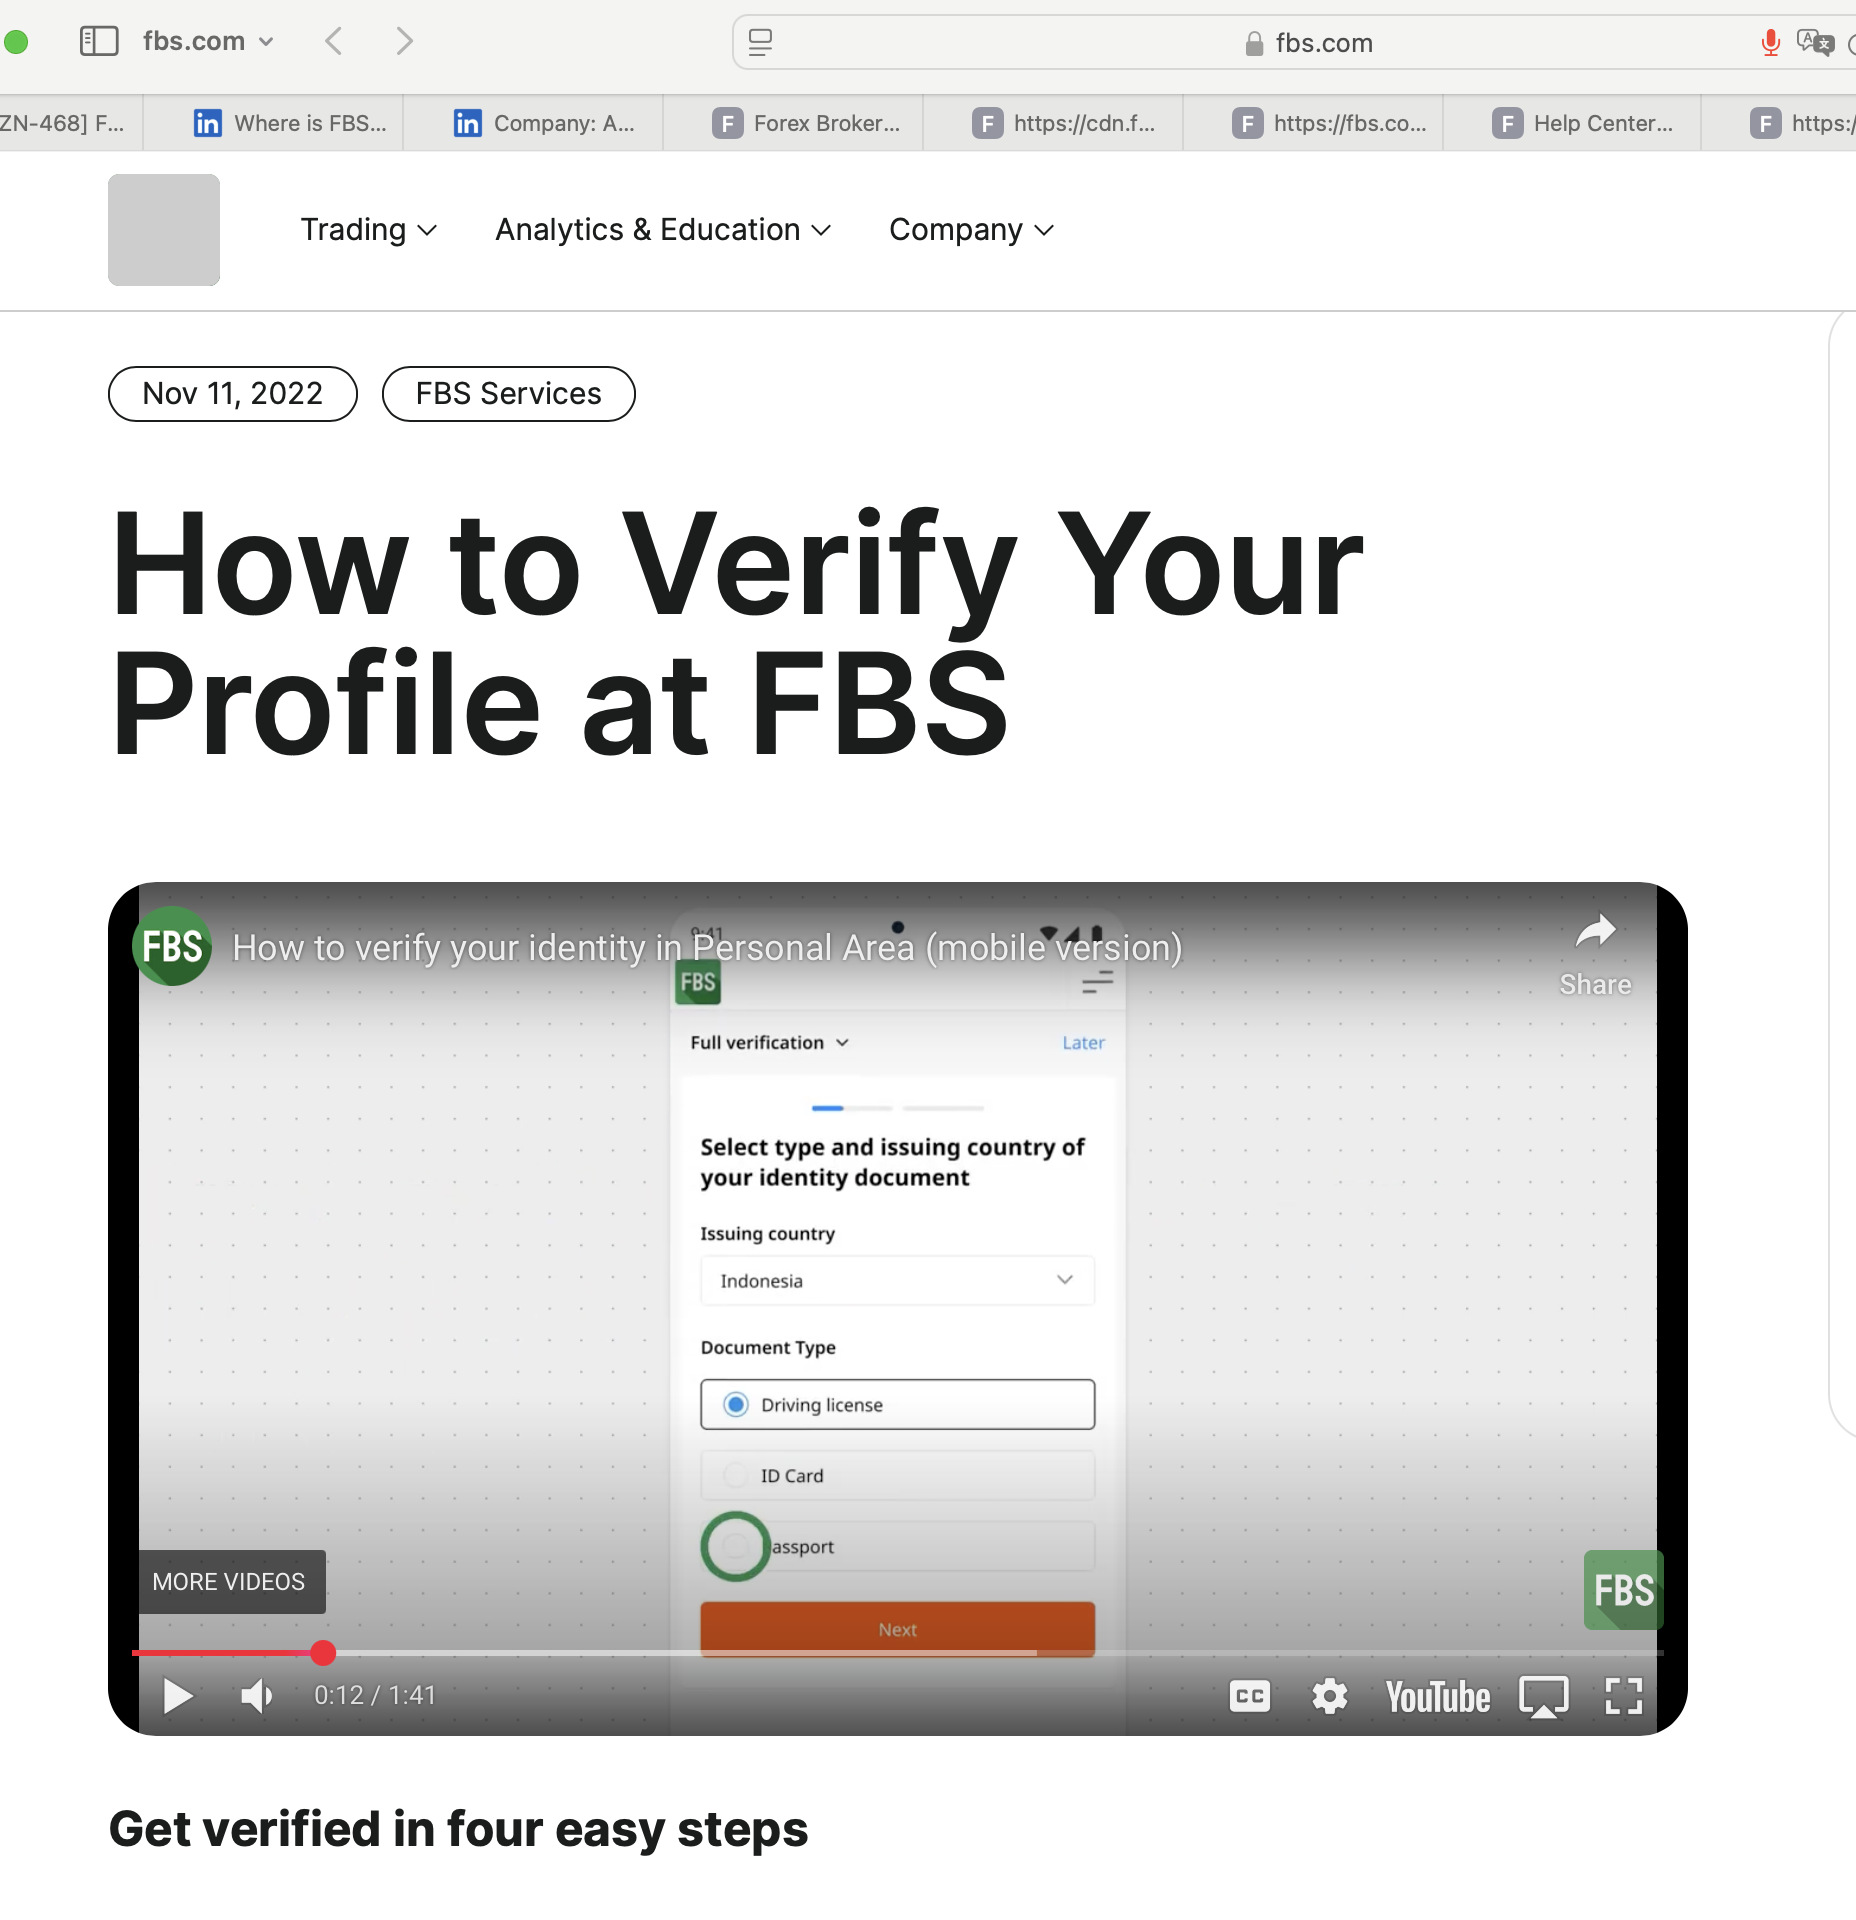 fbs.com
fbs.com
ZN-468] F...
in Where is FBS...
in Company: A...
F Forex Broker...
F https://cdn.f...
F https://fbs.co...
F Help Center...
F https:/
Trading
Analytics & Education
Company
Nov 11, 2022
FBS Services
How to Verify Your
Profile at FBS
FBS
How to verify your identity in Personal Area (mobile version)
9:41
Share
FBS
Full verification
Later
Select type and issuing country of
your identity document
Issuing country
Indonesia
Document Type
Driving license
ID Card
assport
Next
MORE VIDEOS
FBS
0:12 / 1:41
CC
YouTube
Get verified in four easy steps